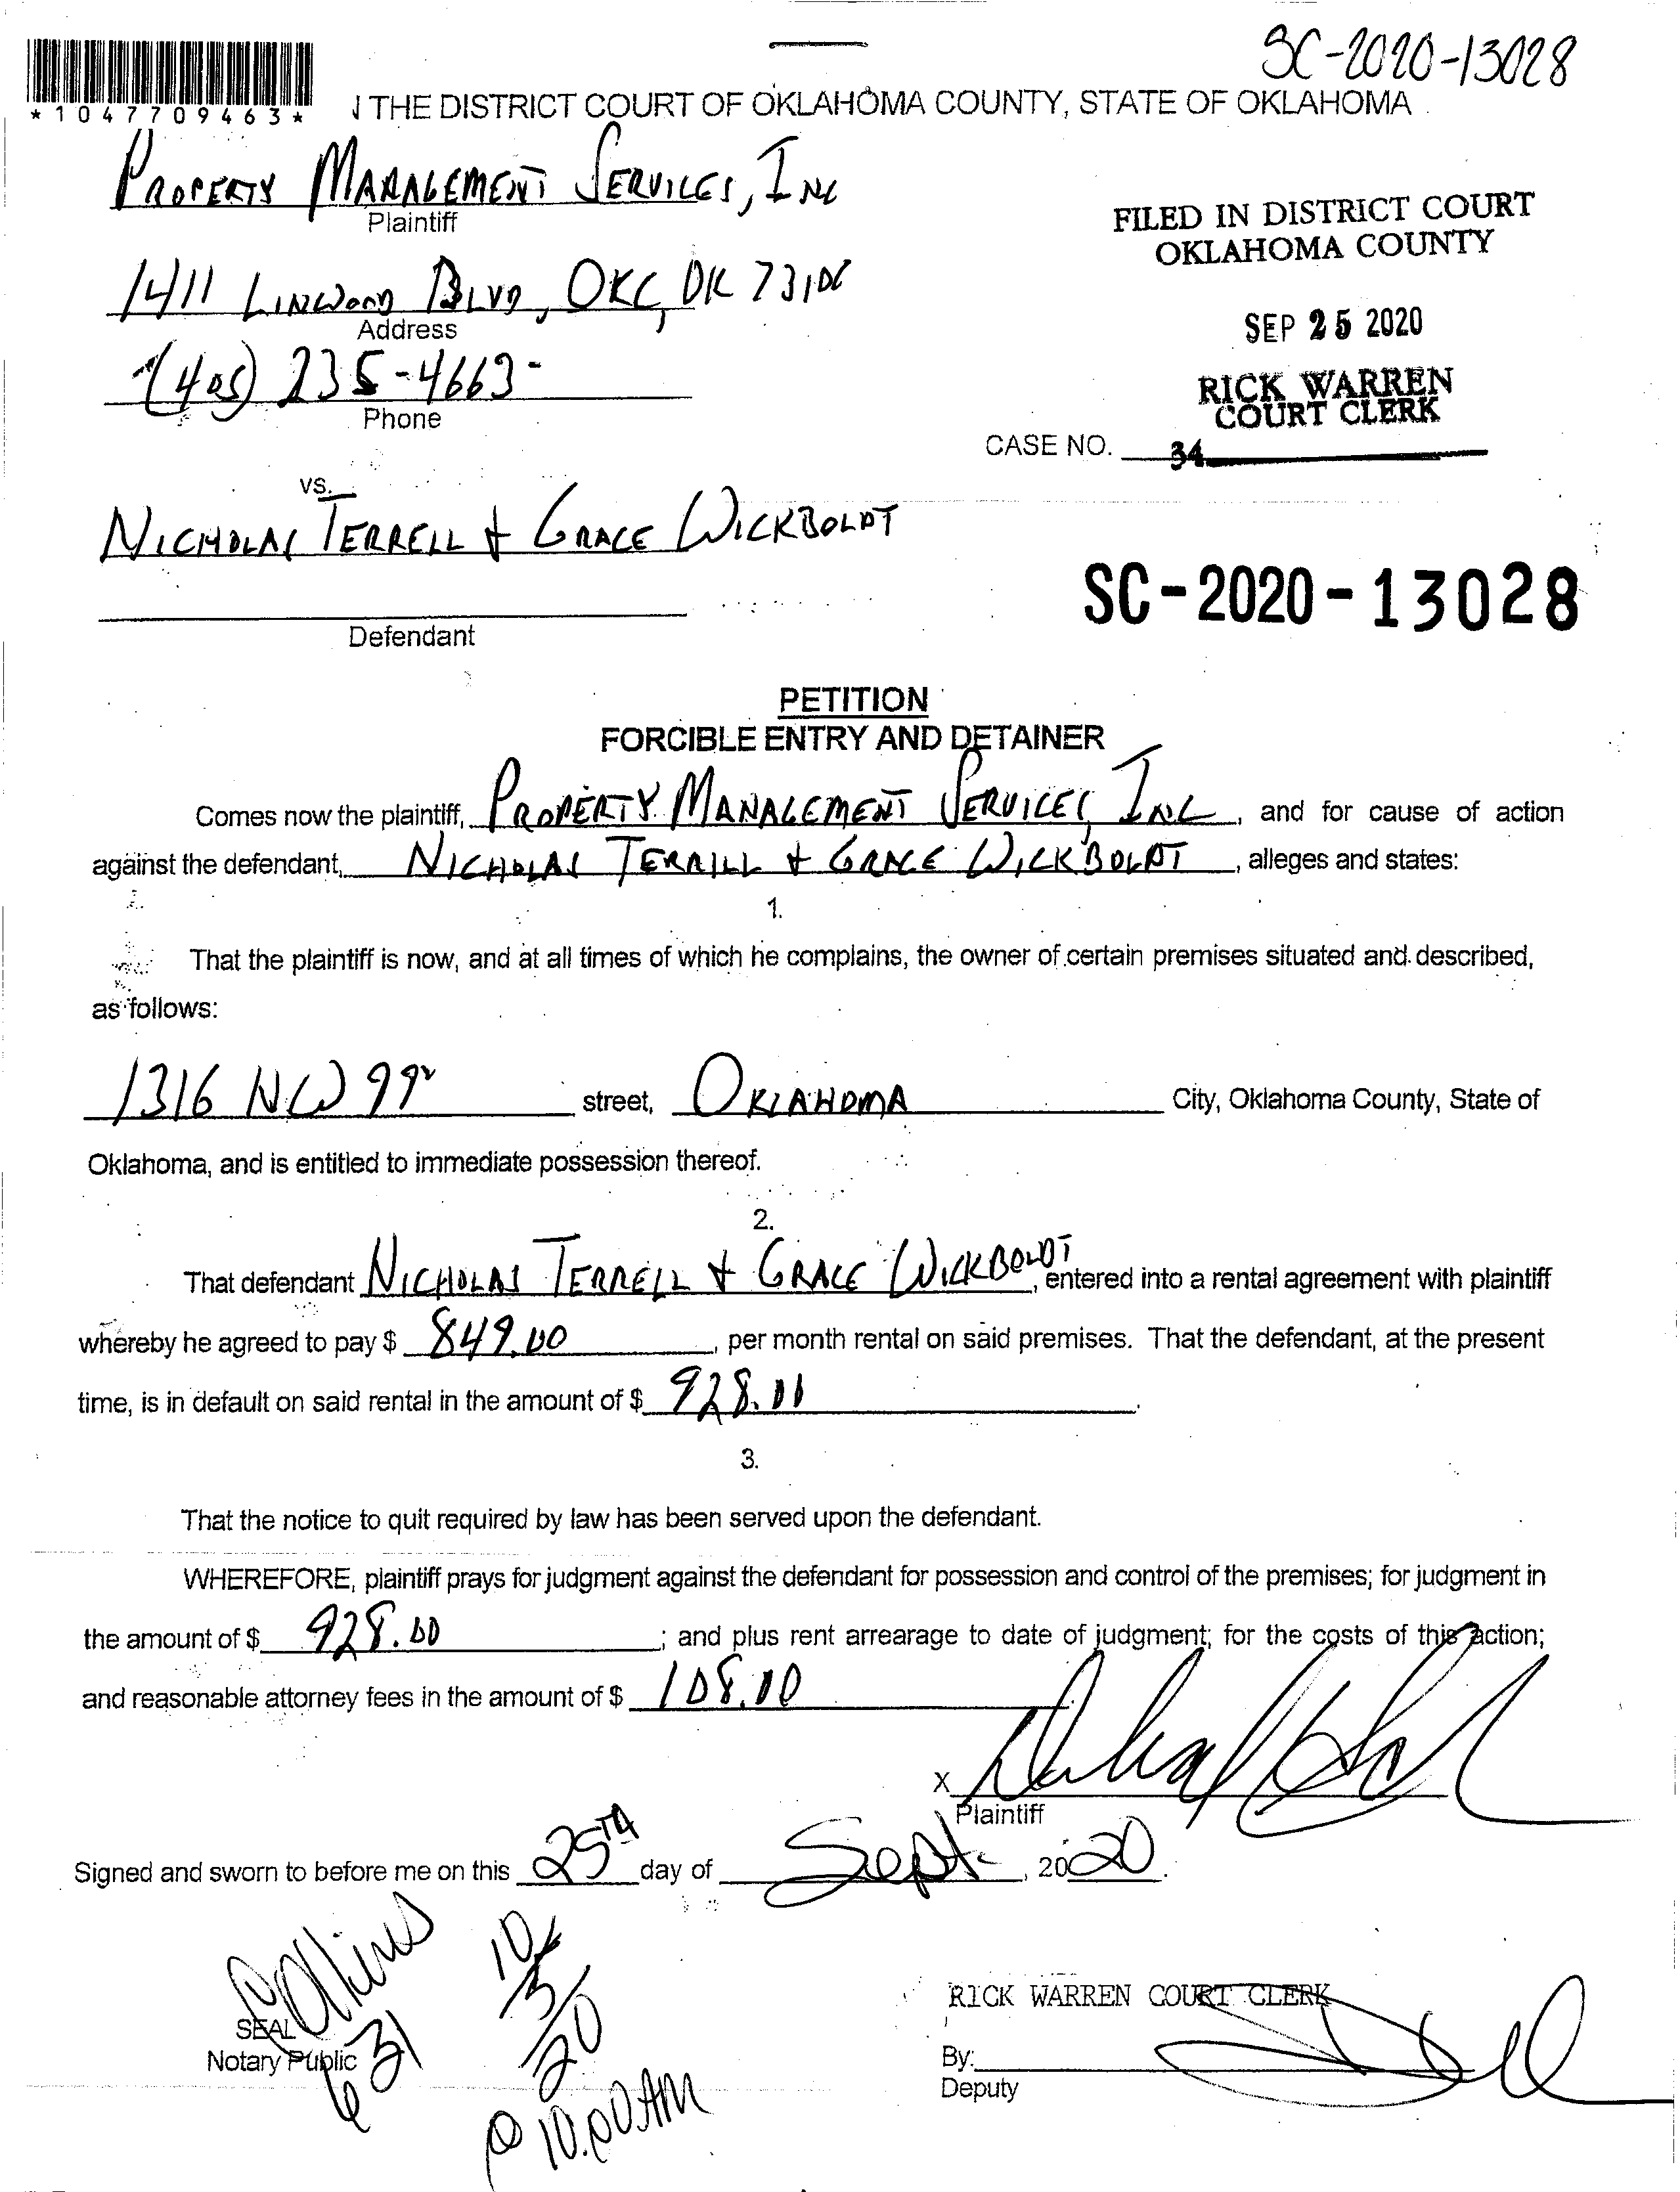 SC-2020-13028
*1047709463*
N THE DISTRICT COURT OF OKLAHOMA COUNTY, STATE OF OKLAHOMA
PROPERTY MANAGEMENT SERVICES, INC
Plaintiff
FILED IN DISTRICT COURT
OKLAHOMA COUNTY
1411 LINWOOD BLVD, OKC, OK 73106
Address
SEP 25 2020
(405) 235-4663
Phone
RICK WARREN
COURT CLERK
CASE NO. 34
vs.
NICHOLAS TERRELL + GRACE WICKBOLDT
SC-2020-13028
Defendant
PETITION
FORCIBLE ENTRY AND DETAINER
Comes now the plaintiff, PROPERTY MANAGEMENT SERVICES, INC, and for cause of action
against the defendant, NICHOLAS TERRILL + GRACE WICKBOLDT, alleges and states:
1.
That the plaintiff is now, and at all times of which he complains, the owner of certain premises situated and described,
as follows:
1316 NW 99 street, OKLAHOMA City, Oklahoma County, State of
Oklahoma, and is entitled to immediate possession thereof.
2.
That defendant NICHOLAS TERRELL + GRACE WICKBOLDT, entered into a rental agreement with plaintiff
whereby he agreed to pay $ 849.00, per month rental on said premises. That the defendant, at the present
time, is in default on said rental in the amount of $ 928.00.
3.
That the notice to quit required by law has been served upon the defendant.
WHEREFORE, plaintiff prays for judgment against the defendant for possession and control of the premises; for judgment in
the amount of $ 928.00; and plus rent arrearage to date of judgment; for the costs of this action;
and reasonable attorney fees in the amount of $ 108.00.
X
Plaintiff
Signed and sworn to before me on this 25TH day of Sept., 2020.
Collins
631
10/5/20
@ 10:00 AM
SEAL
Notary Public
RICK WARREN COURT CLERK
By:
Deputy